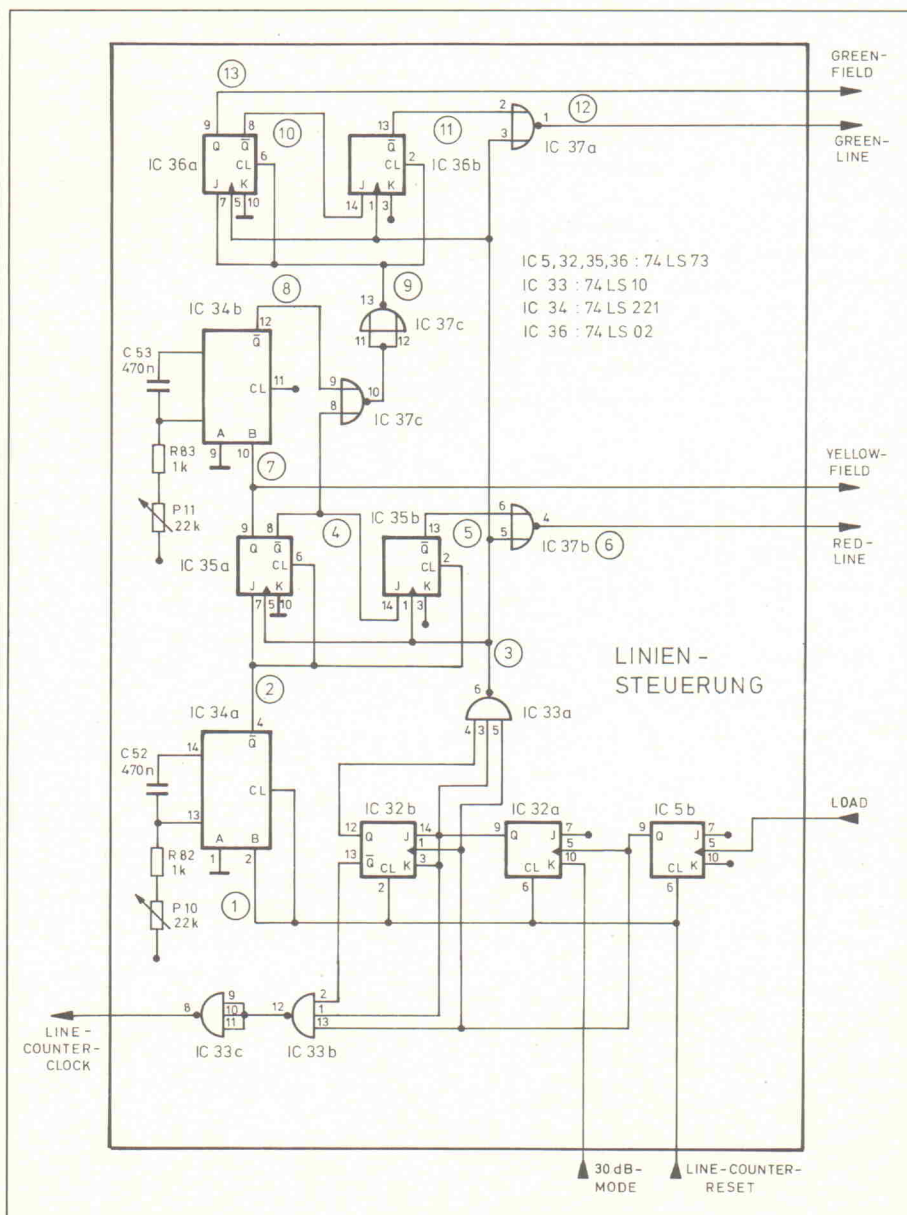 GREEN-
FIELD
GREEN-
LINE
13
9
8
10
Q
Q̄
6
CL
IC 36a
J
K
7
5
10
13
11
Q̄
2
CL
IC 36b
J
K
14
1
3
2
3
1
12
IC 37a
IC 5,32,35,36 : 74 LS 73
IC 33 : 74 LS 10
IC 34 : 74 LS 221
IC 36 : 74 LS 02
13
9
IC 37c
11
12
IC 34b
8
12
Q̄
C 53
470n
CL
11
A
B
9
10
R83
1k
P11
22k
9
8
10
IC 37c
7
YELLOW-
FIELD
RED-
LINE
9
8
4
Q
Q̄
6
CL
IC 35a
J
K
7
5
10
IC 35b
13
5
Q̄
2
CL
J
K
14
1
3
6
5
4
IC 37b
6
3
LINIEN-
STEUERUNG
2
IC 34a
4
Q̄
C 52
470n
14
13
CL
A
B
1
2
R 82
1k
P10
22k
1
6
IC 33a
4
3
5
IC 32b
12
Q
J
14
1
13
Q̄
K
3
CL
2
IC 32a
9
Q
J
7
5
K
10
CL
6
IC 5b
9
Q
J
7
5
K
10
CL
6
LOAD
LINE-
COUNTER-
CLOCK
8
9
10
11
IC 33c
12
2
1
13
IC 33b
30 dB-
MODE
LINE-COUNTER-
RESET